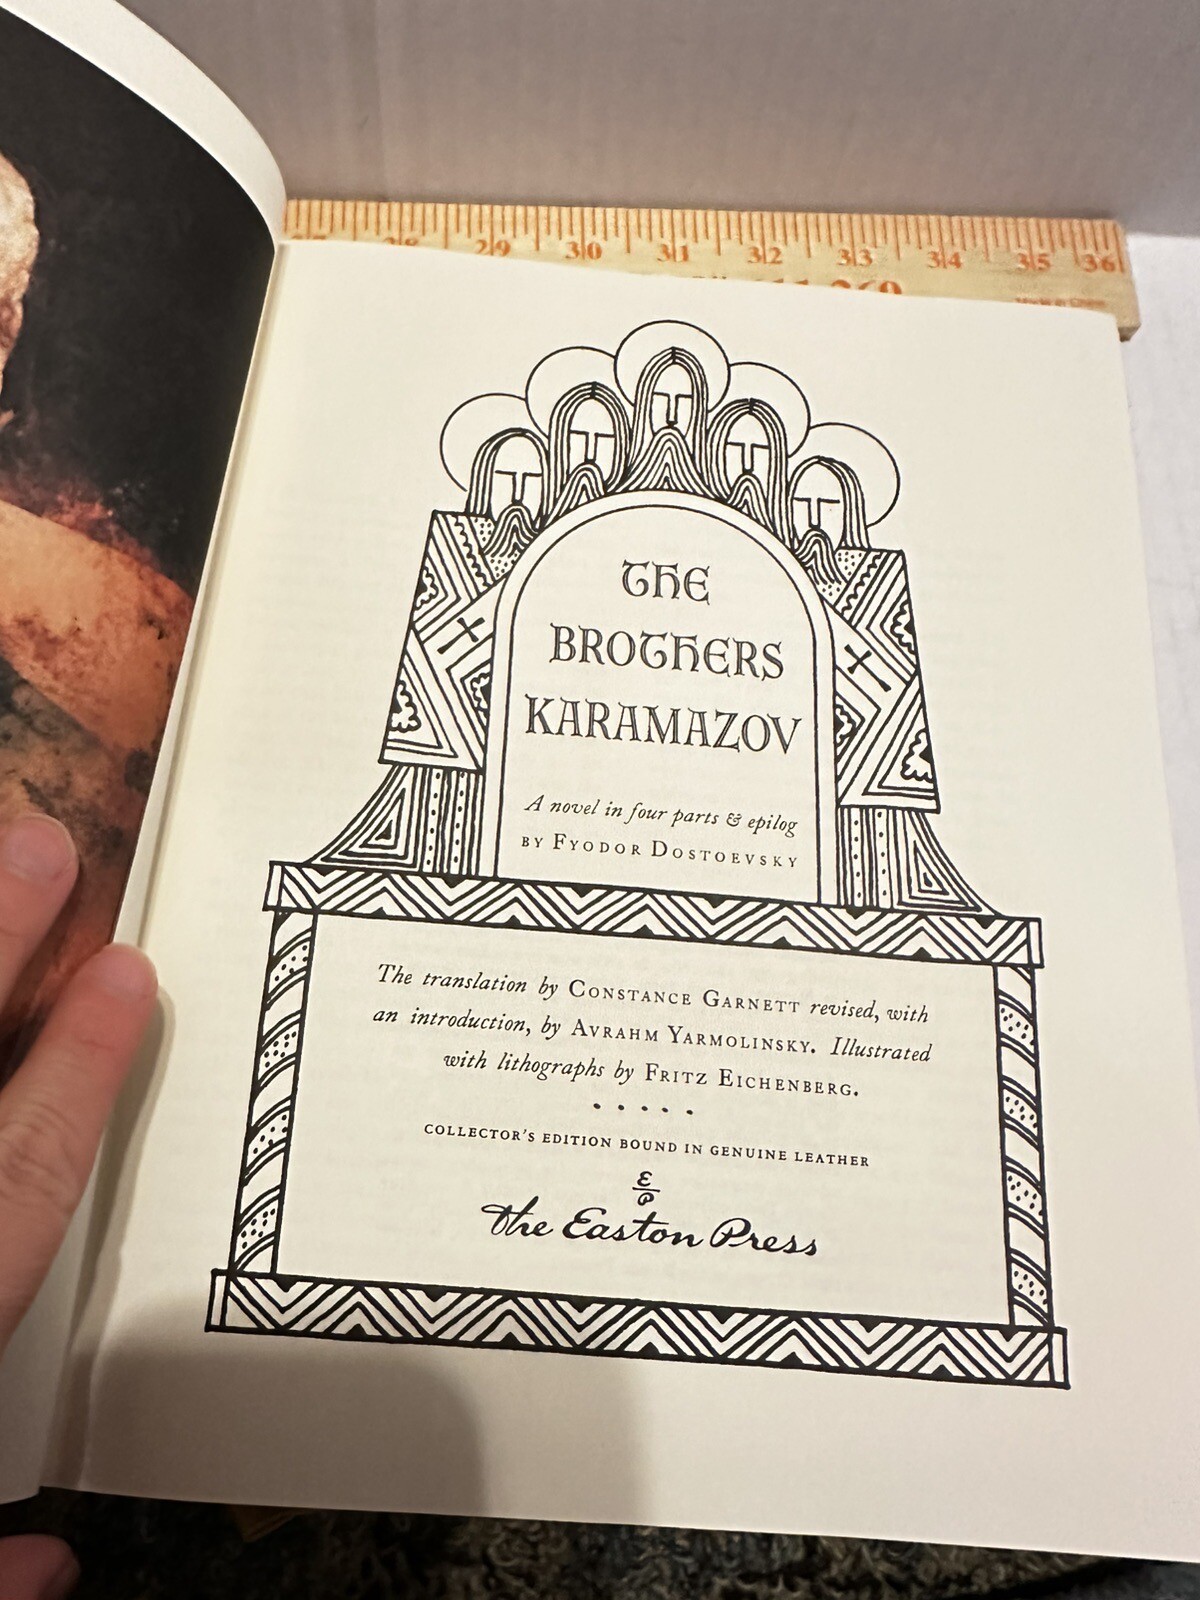 28 29 30 31 32 33 34 35 36
THE
BROTHERS
KARAMAZOV
A novel in four parts & epilog
BY FYODOR DOSTOEVSKY
The translation by CONSTANCE GARNETT revised, with
an introduction, by AVRAHM YARMOLINSKY. Illustrated
with lithographs by FRITZ EICHENBERG.
. . . . .
COLLECTOR'S EDITION BOUND IN GENUINE LEATHER
E
P
The Easton Press